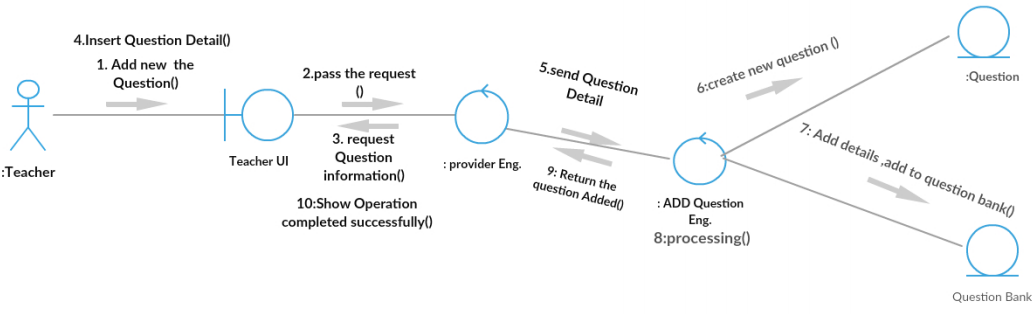 4.Insert Question Detail()
1. Add new the
Question()
:Teacher
Teacher UI
2.pass the request
()
3. request
Question
information()
10:Show Operation
completed successfully()
: provider Eng.
5.send Question
Detail
9: Return the
question Added()
: ADD Question
Eng.
8:processing()
6:create new question ()
:Question
7: Add details ,add to question bank()
Question Bank